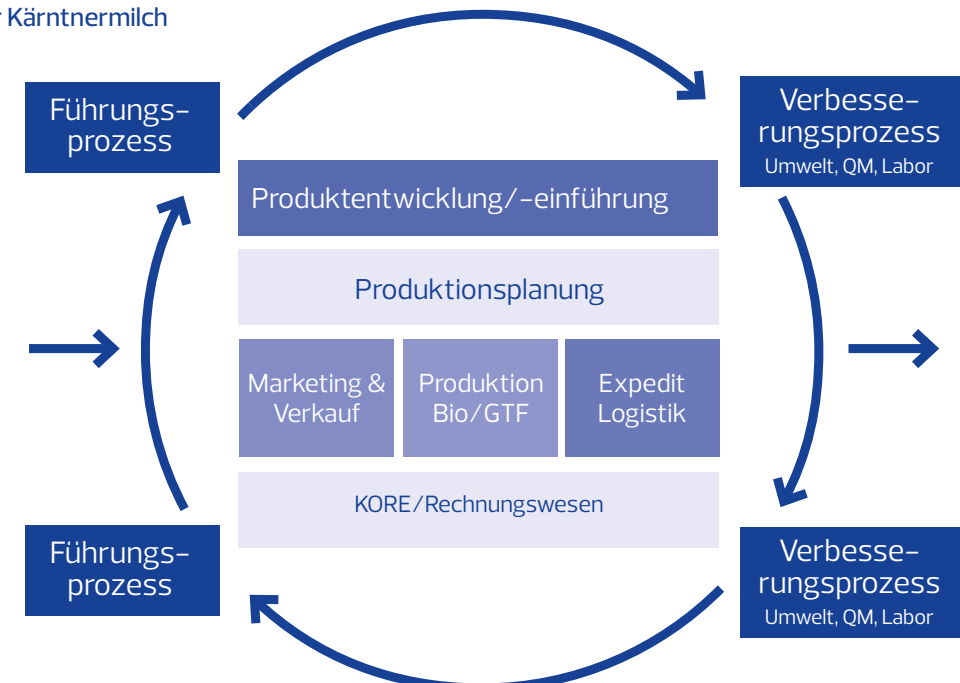 r Kärntnermilch
Führungs-
prozess
Verbesse-
rungsprozess
Umwelt, QM, Labor
Produktentwicklung/-einführung
Produktionsplanung
Marketing &
Verkauf
Produktion
Bio/GTF
Expedit
Logistik
KORE/Rechnungswesen
Führungs-
prozess
Verbesse-
rungsprozess
Umwelt, QM, Labor